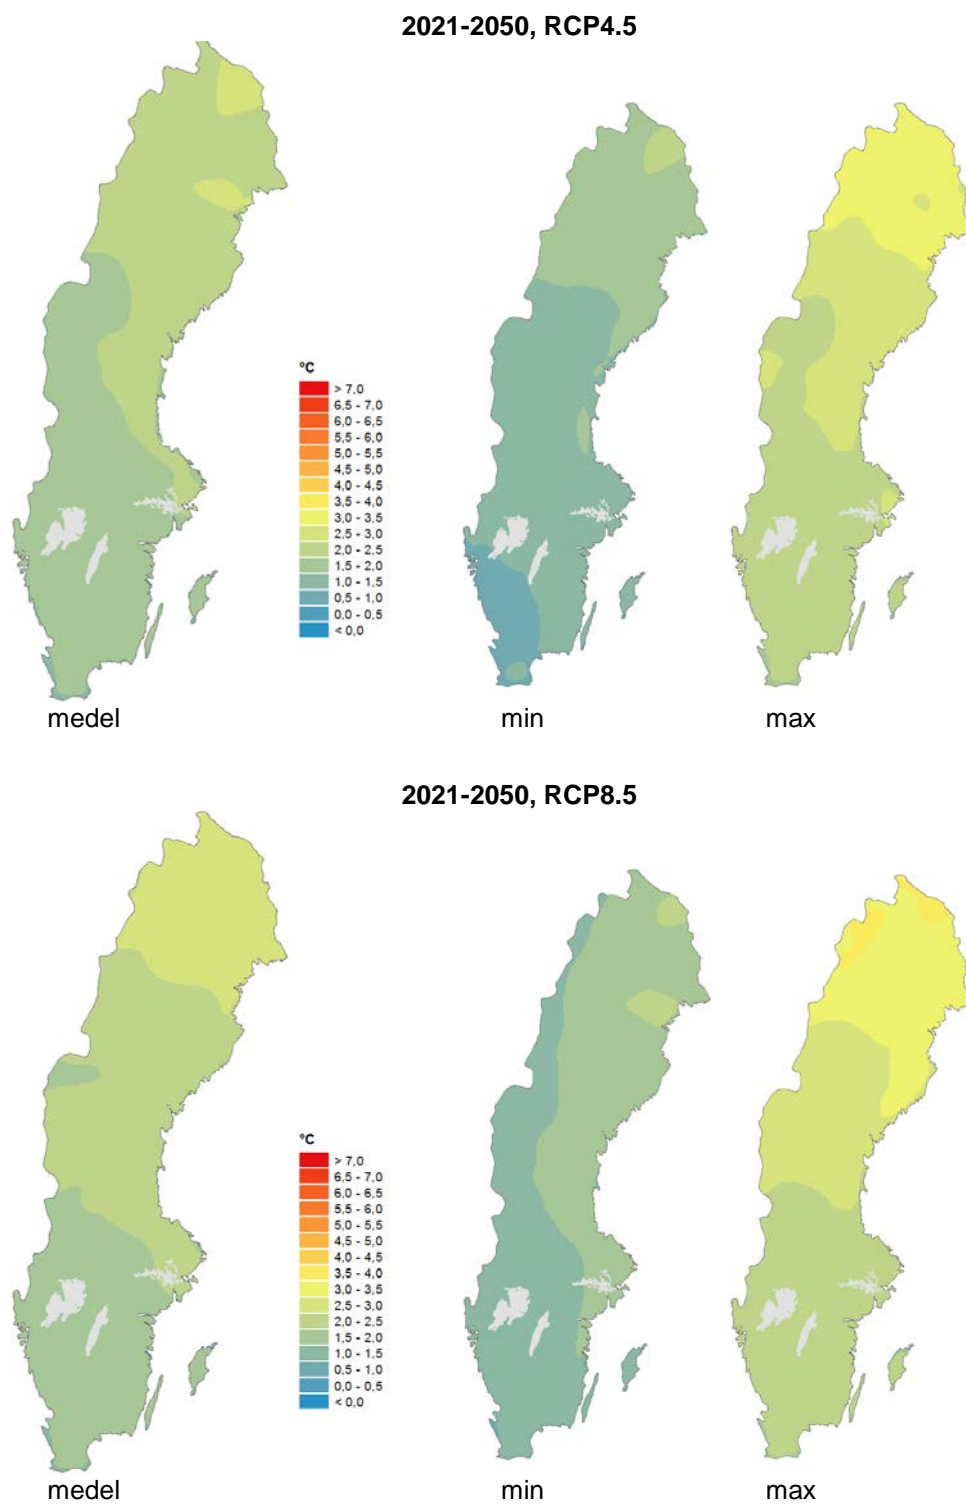 2021-2050, RCP4.5
°C
> 7,0
6,5 - 7,0
6,0 - 6,5
5,5 - 6,0
5,0 - 5,5
4,5 - 5,0
4,0 - 4,5
3,5 - 4,0
3,0 - 3,5
2,5 - 3,0
2,0 - 2,5
1,5 - 2,0
1,0 - 1,5
0,5 - 1,0
0,0 - 0,5
< 0,0
medel min max
2021-2050, RCP8.5
°C
> 7,0
6,5 - 7,0
6,0 - 6,5
5,5 - 6,0
5,0 - 5,5
4,5 - 5,0
4,0 - 4,5
3,5 - 4,0
3,0 - 3,5
2,5 - 3,0
2,0 - 2,5
1,5 - 2,0
1,0 - 1,5
0,5 - 1,0
0,0 - 0,5
< 0,0
medel min max